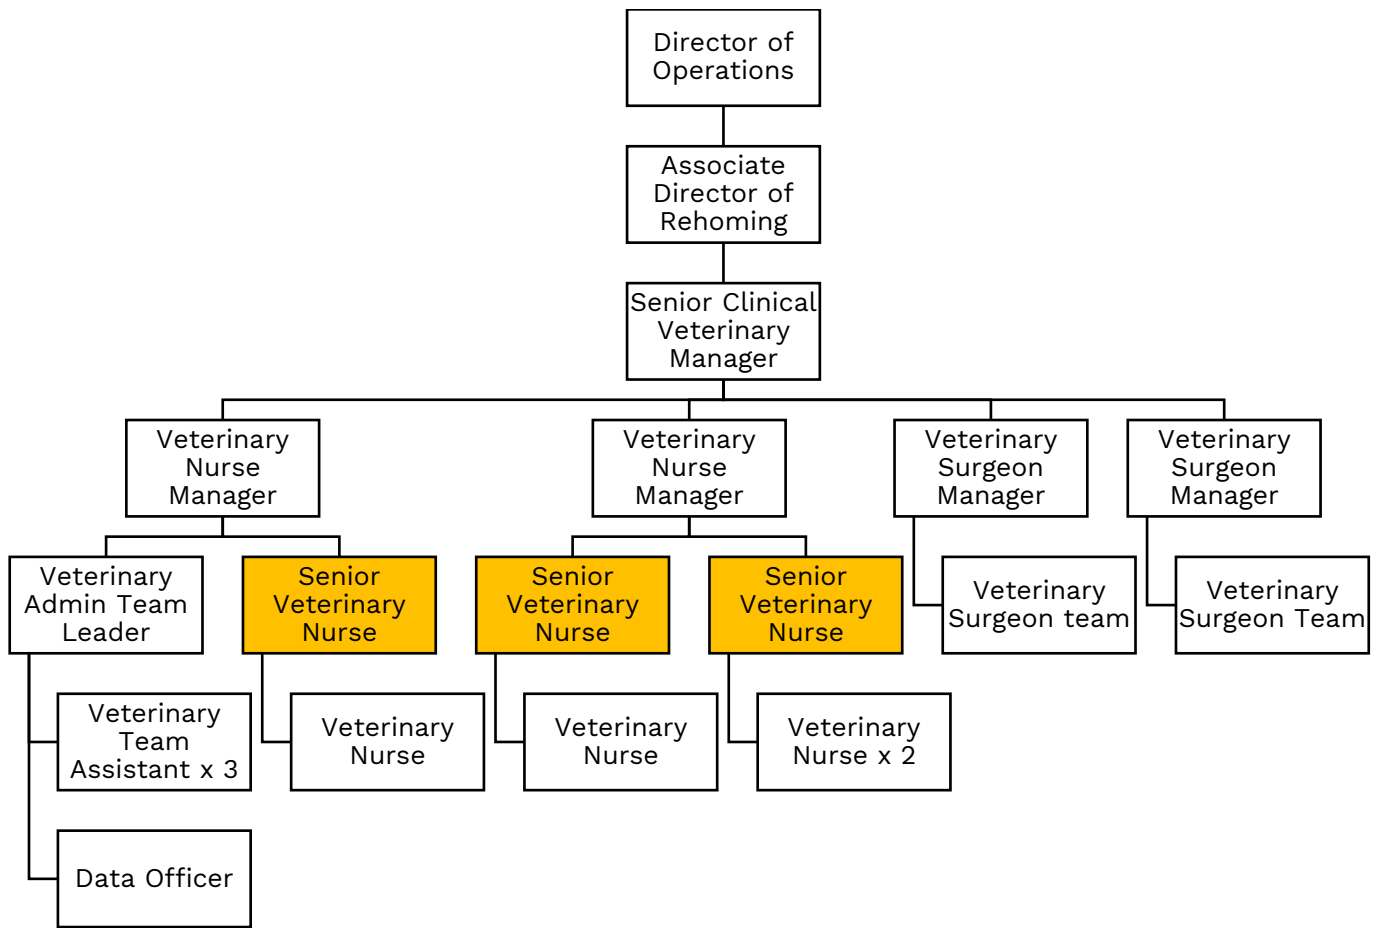 Director of
Operations
Associate
Director of
Rehoming
Senior Clinical
Veterinary
Manager
Veterinary
Nurse
Manager
Veterinary
Nurse
Manager
Veterinary
Surgeon
Manager
Veterinary
Surgeon
Manager
Veterinary
Admin Team
Leader
Senior
Veterinary
Nurse
Senior
Veterinary
Nurse
Senior
Veterinary
Nurse
Veterinary
Surgeon team
Veterinary
Surgeon Team
Veterinary
Team
Assistant x 3
Veterinary
Nurse
Veterinary
Nurse
Veterinary
Nurse x 2
Data Officer